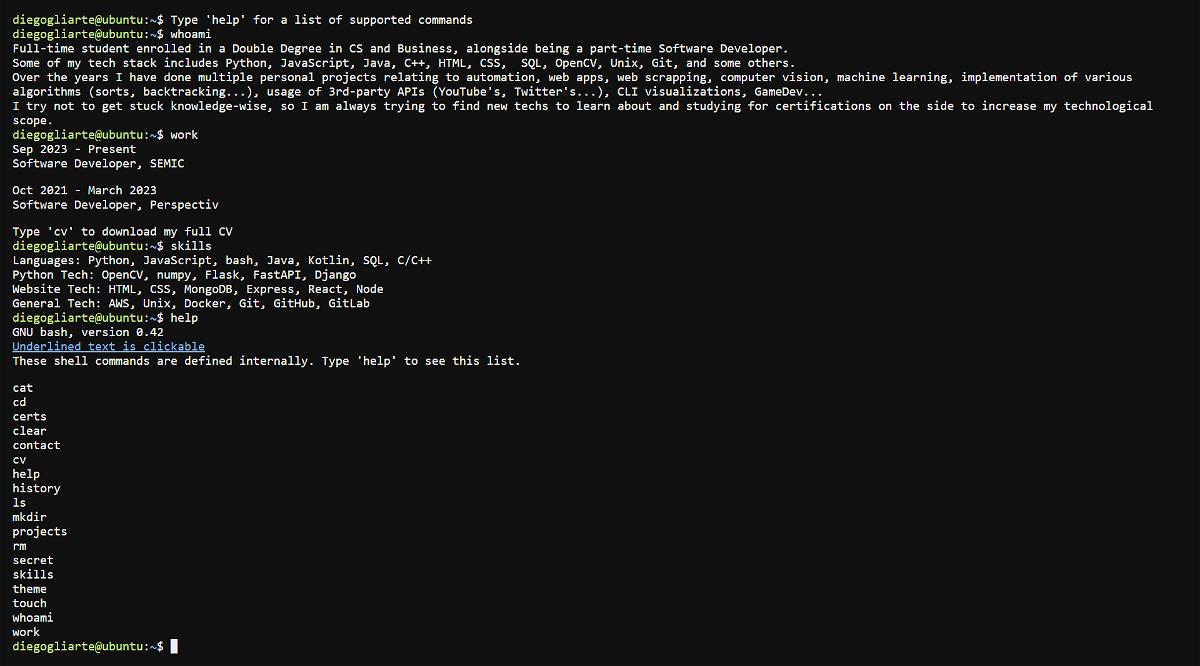 diegogliarte@ubuntu:~$ Type 'help' for a list of supported commands
diegogliarte@ubuntu:~$ whoami
Full-time student enrolled in a Double Degree in CS and Business, alongside being a part-time Software Developer.
Some of my tech stack includes Python, JavaScript, Java, C++, HTML, CSS,  SQL, OpenCV, Unix, Git, and some others.
Over the years I have done multiple personal projects relating to automation, web apps, web scrapping, computer vision, machine learning, implementation of various
algorithms (sorts, backtracking...), usage of 3rd-party APIs (YouTube's, Twitter's...), CLI visualizations, GameDev...
I try not to get stuck knowledge-wise, so I am always trying to find new techs to learn about and studying for certifications on the side to increase my technological
scope.
diegogliarte@ubuntu:~$ work
Sep 2023 - Present
Software Developer, SEMIC
Oct 2021 - March 2023
Software Developer, Perspectiv
Type 'cv' to download my full CV
diegogliarte@ubuntu:~$ skills
Languages: Python, JavaScript, bash, Java, Kotlin, SQL, C/C++
Python Tech: OpenCV, numpy, Flask, FastAPI, Django
Website Tech: HTML, CSS, MongoDB, Express, React, Node
General Tech: AWS, Unix, Docker, Git, GitHub, GitLab
diegogliarte@ubuntu:~$ help
GNU bash, version 0.42
Underlined text is clickable
These shell commands are defined internally. Type 'help' to see this list.
cat
cd
certs
clear
contact
cv
help
history
ls
mkdir
projects
rm
secret
skills
theme
touch
whoami
work
diegogliarte@ubuntu:~$